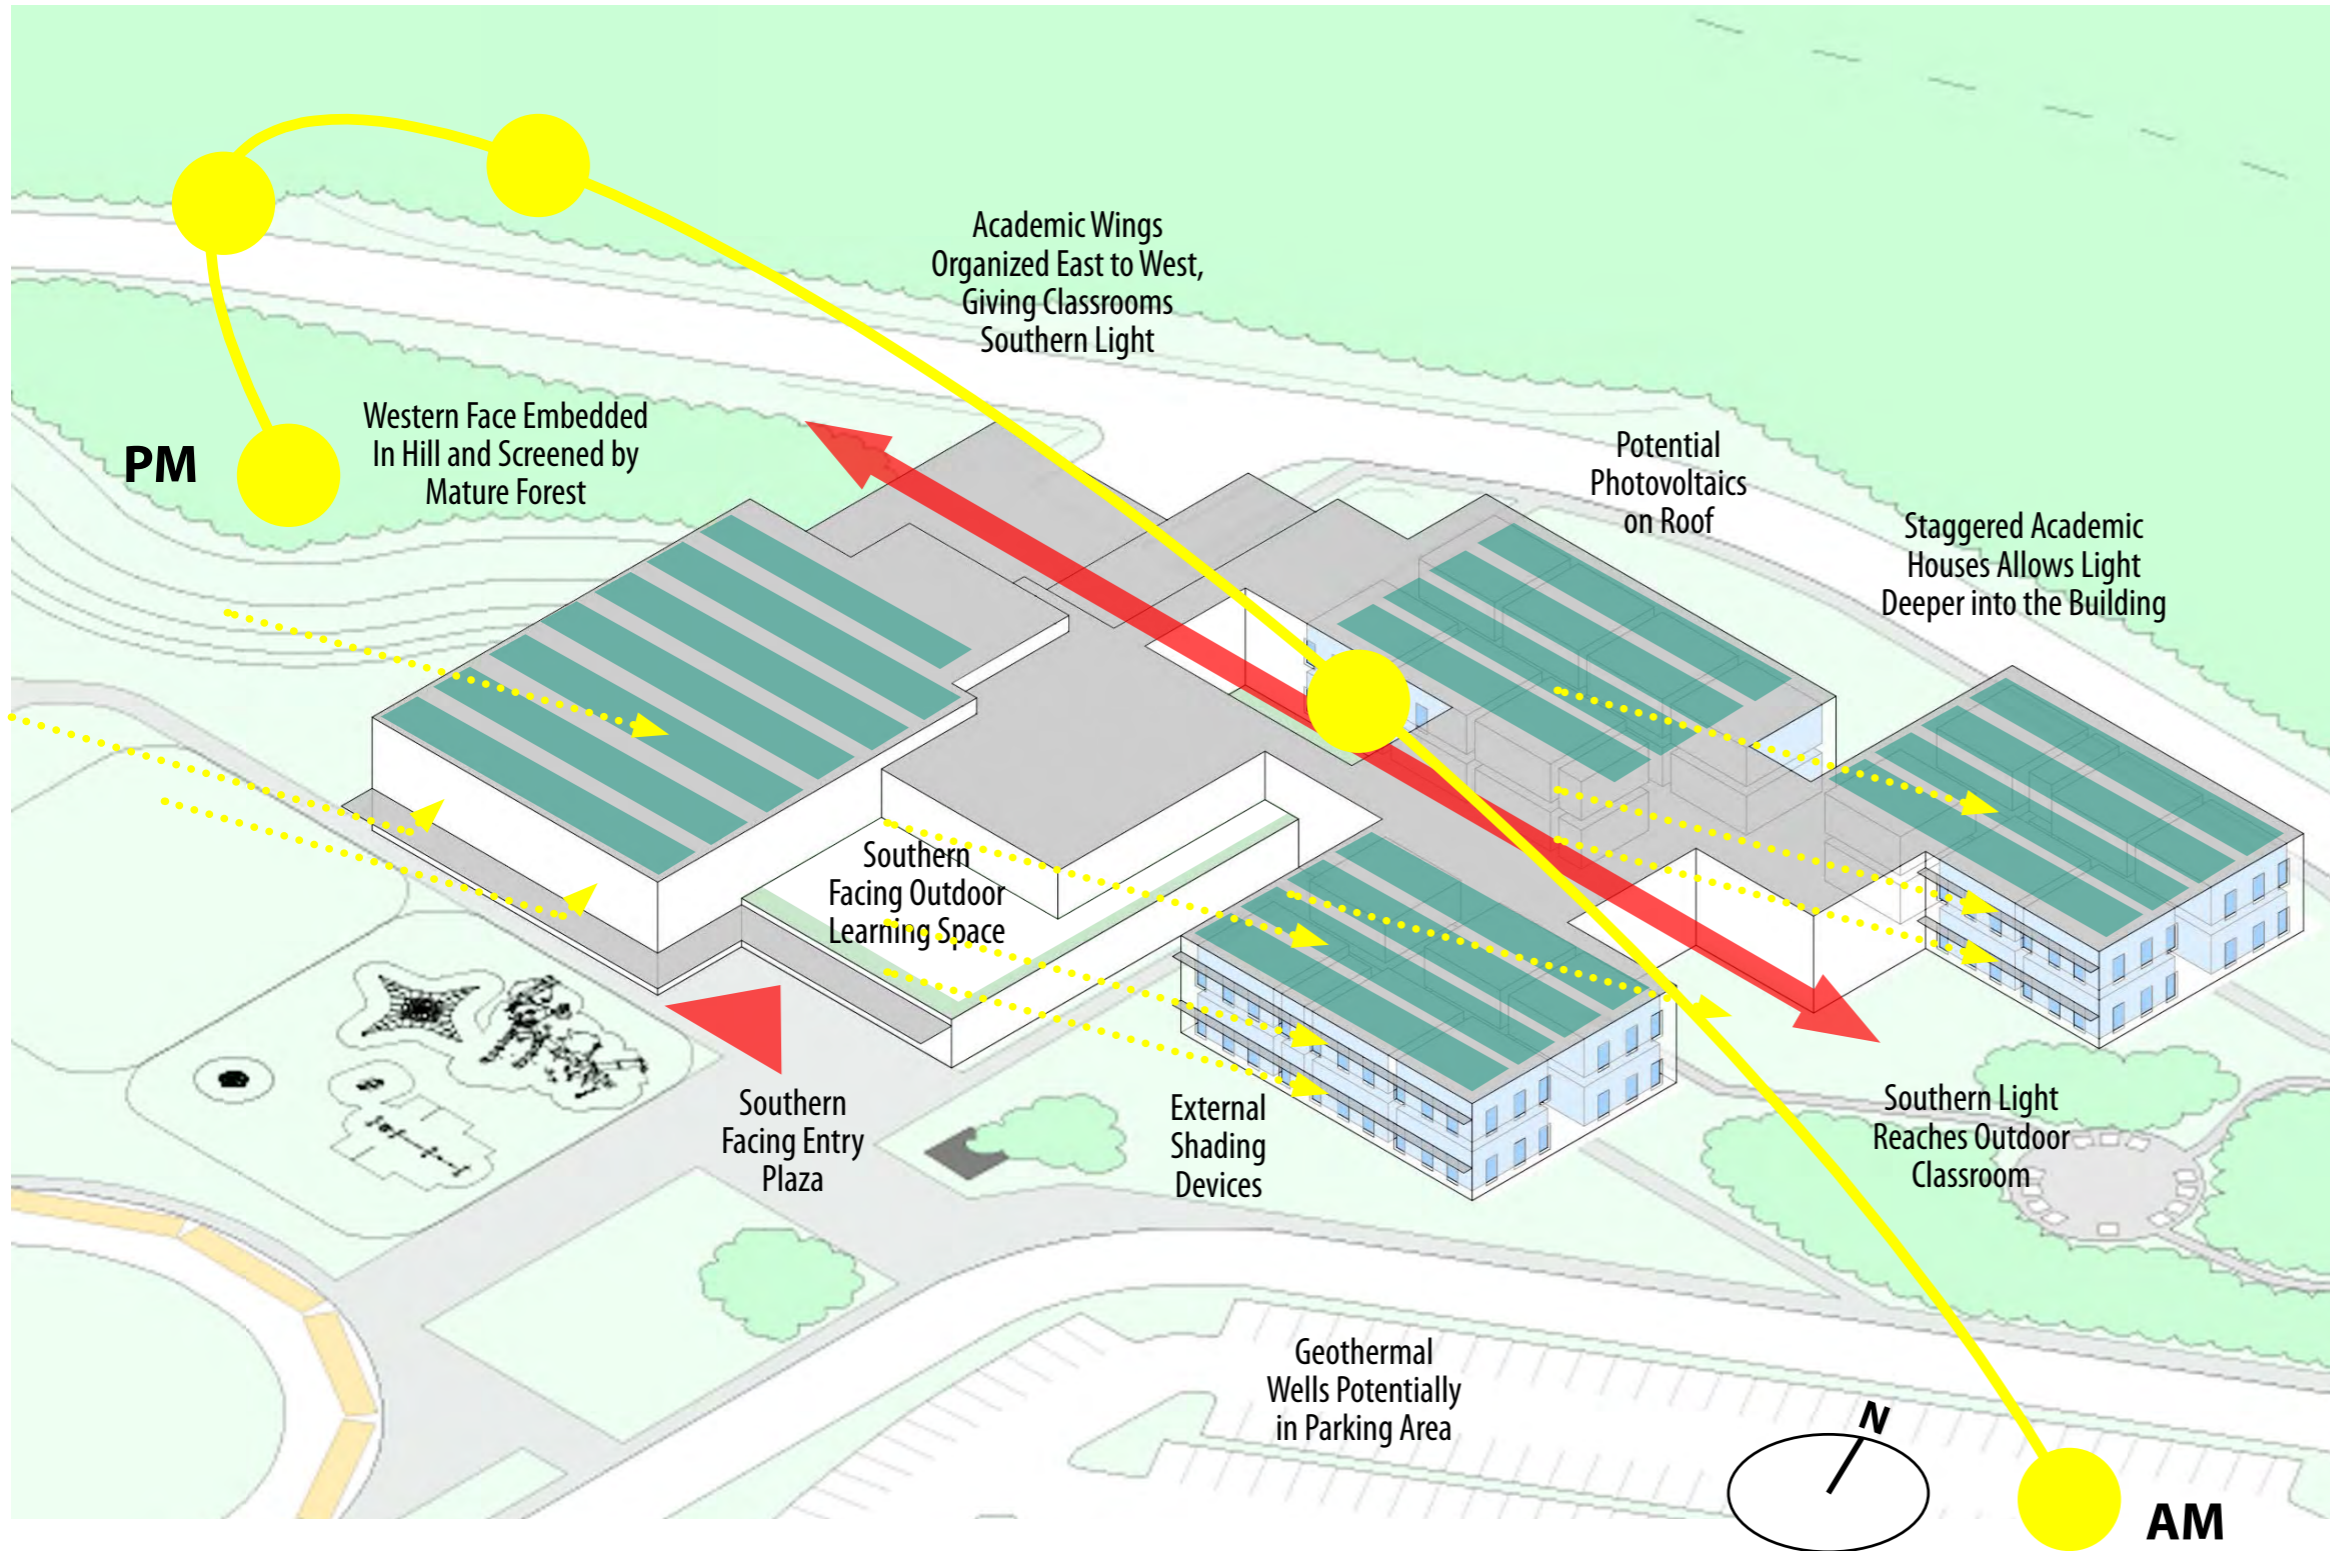 Academic Wings
Organized East to West,
Giving Classrooms
Southern Light
Western Face Embedded
In Hill and Screened by
Mature Forest
PM
Potential
Photovoltaics
on Roof
Staggered Academic
Houses Allows Light
Deeper into the Building
Southern
Facing Outdoor
Learning Space
Southern
Facing Entry
Plaza
External
Shading
Devices
Southern Light
Reaches Outdoor
Classroom
Geothermal
Wells Potentially
in Parking Area
N
AM